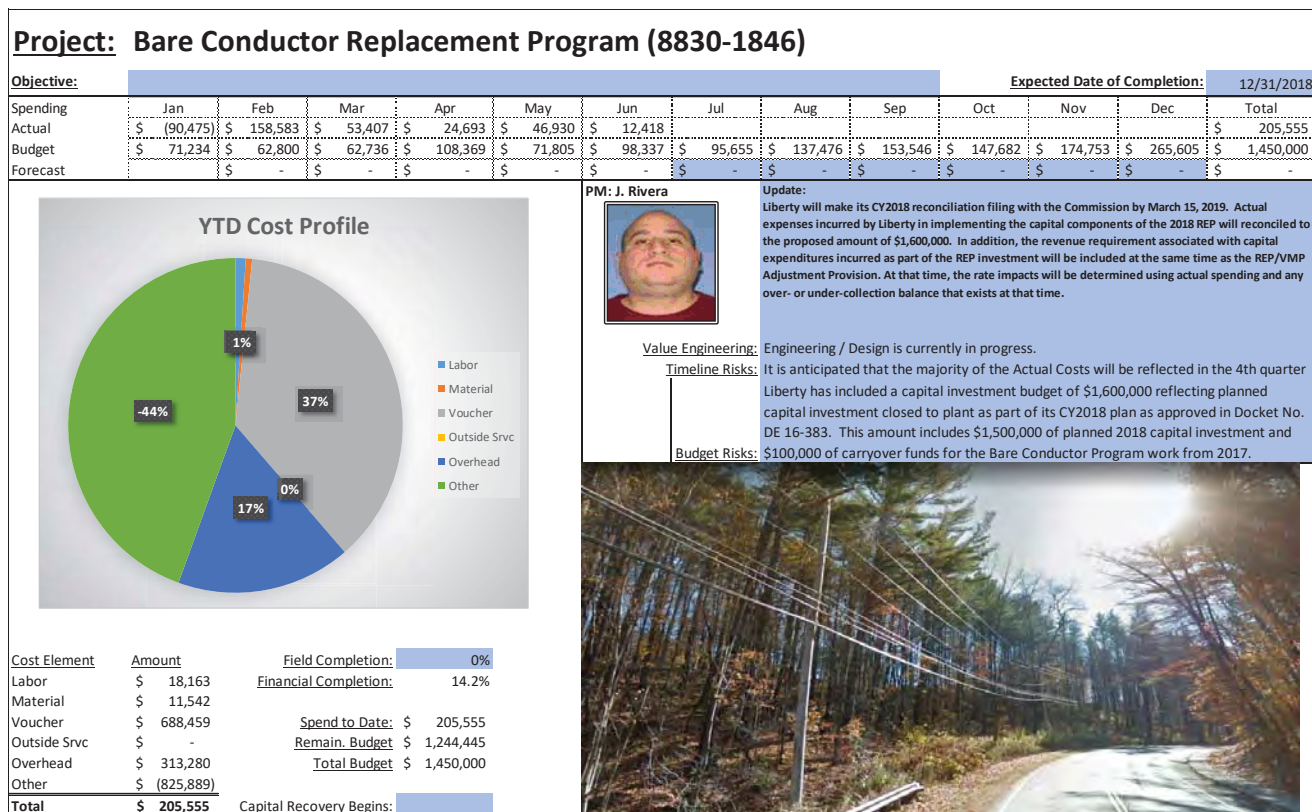 Project: Bare Conductor Replacement Program (8830-1846)
Objective: Expected Date of Completion: 12/31/2018
Spending Jan Feb Mar Apr May Jun Jul Aug Sep Oct Nov Dec Total
Actual $ (90,475) $ 158,583 $ 53,407 $ 24,693 $ 46,930 $ 12,418 $ 205,555
Budget $ 71,234 $ 62,800 $ 62,736 $ 108,369 $ 71,805 $ 98,337 $ 95,655 $ 137,476 $ 153,546 $ 147,682 $ 174,753 $ 265,605 $ 1,450,000
Forecast $ - $ - $ - $ - $ - $ - $ - $ - $ - $ - $ - $ -
YTD Cost Profile
1%
37%
-44%
0%
17%
Labor
Material
Voucher
Outside Srvc
Overhead
Other
PM: J. Rivera
Update:
Liberty will make its CY2018 reconciliation filing with the Commission by March 15, 2019. Actual
expenses incurred by Liberty in implementing the capital components of the 2018 REP will reconciled to
the proposed amount of $1,600,000. In addition, the revenue requirement associated with capital
expenditures incurred as part of the REP investment will be included at the same time as the REP/VMP
Adjustment Provision. At that time, the rate impacts will be determined using actual spending and any
over- or under-collection balance that exists at that time.
Value Engineering: Engineering / Design is currently in progress.
Timeline Risks: It is anticipated that the majority of the Actual Costs will be reflected in the 4th quarter
Liberty has included a capital investment budget of $1,600,000 reflecting planned
capital investment closed to plant as part of its CY2018 plan as approved in Docket No.
DE 16-383. This amount includes $1,500,000 of planned 2018 capital investment and
Budget Risks: $100,000 of carryover funds for the Bare Conductor Program work from 2017.
Cost Element Amount Field Completion: 0%
Labor $ 18,163 Financial Completion: 14.2%
Material $ 11,542
Voucher $ 688,459 Spend to Date: $ 205,555
Outside Srvc $ - Remain. Budget $ 1,244,445
Overhead $ 313,280 Total Budget $ 1,450,000
Other $ (825,889)
Total $ 205,555 Capital Recovery Begins: